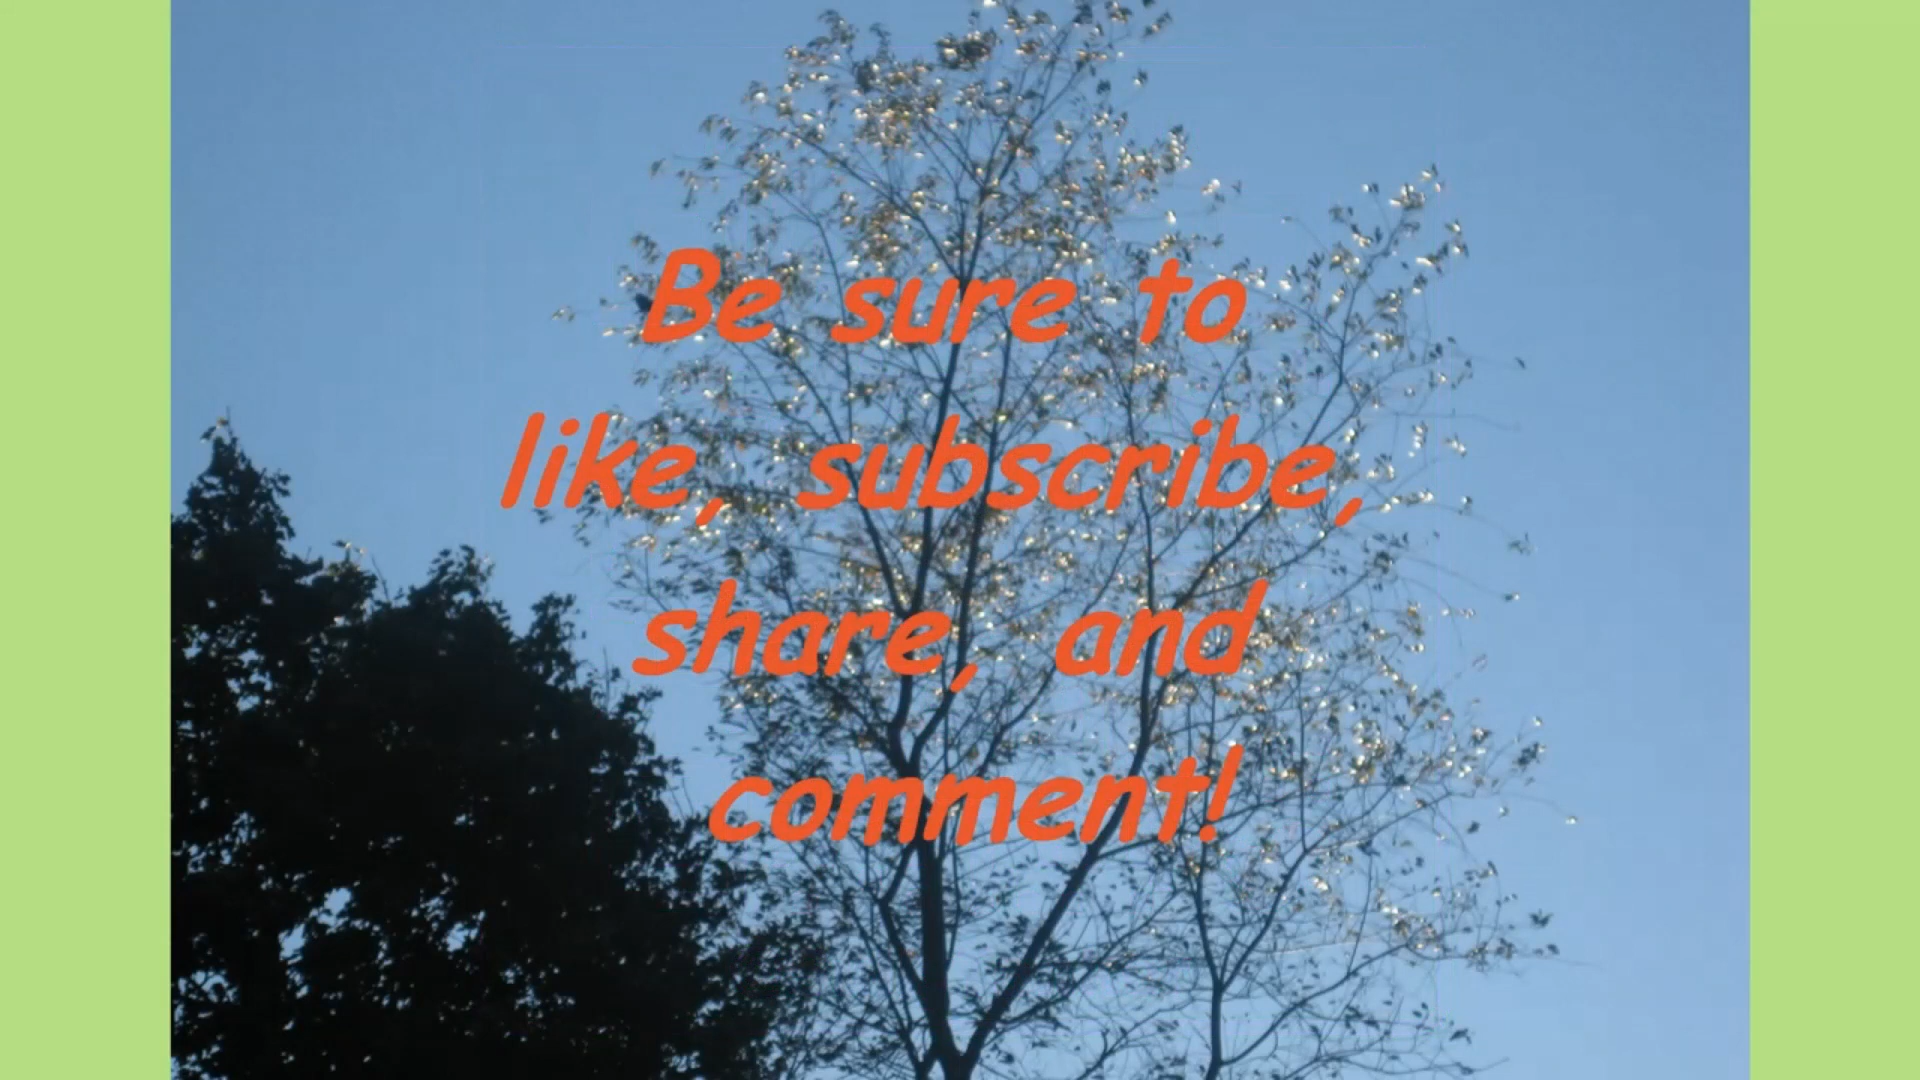 Be sure to
like, subscribe,
share, and
comment!